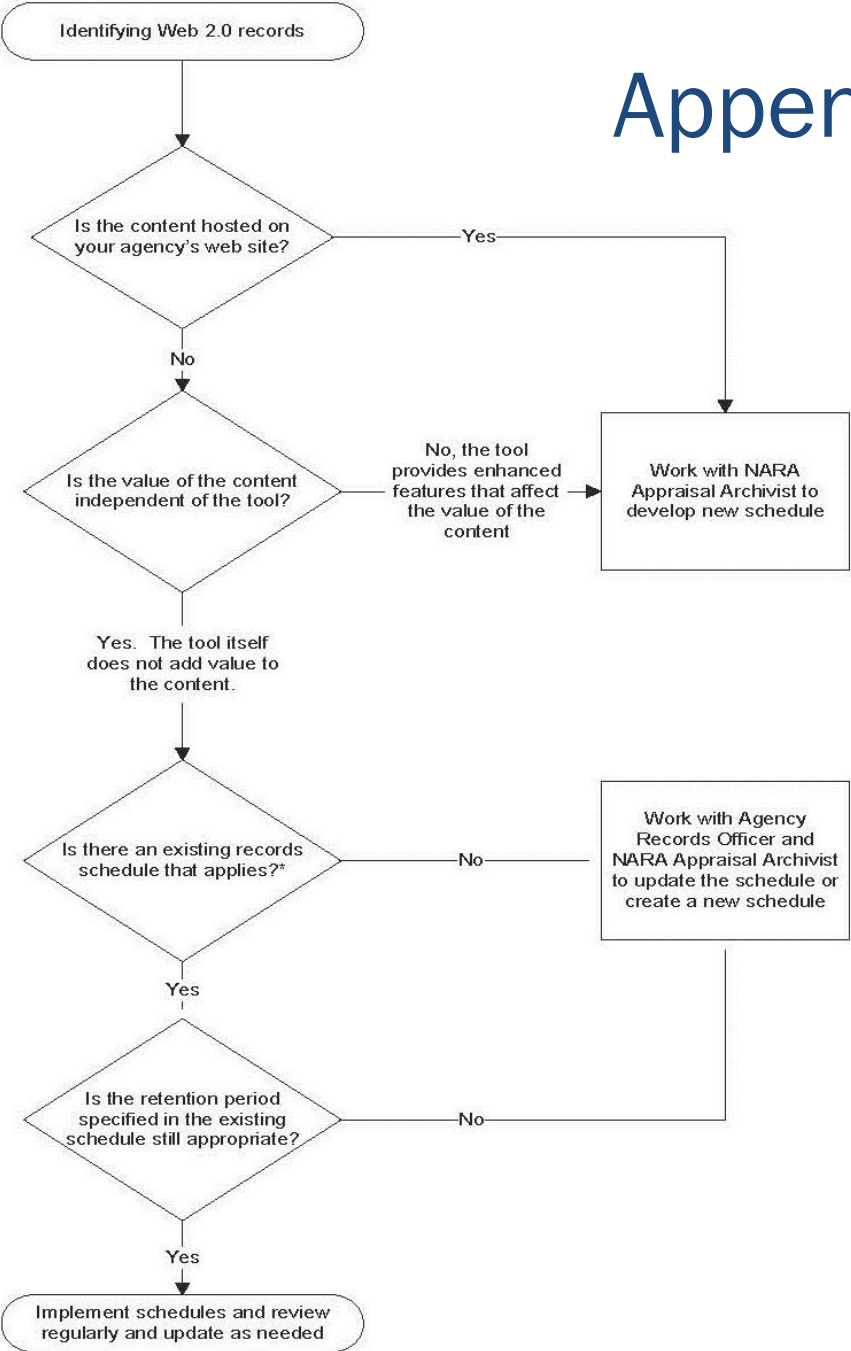 Identifying Web 2.0 records
Appen
Is the content hosted on
your agency's web site?
Yes
No
Is the value of the content
independent of the tool?
No, the tool
provides enhanced
features that affect
the value of the
content
Work with NARA
Appraisal Archivist to
develop new schedule
Yes.  The tool itself
does not add value to
the content.
Is there an existing records
schedule that applies?*
No
Work with Agency
Records Officer and
NARA Appraisal Archivist
to update the schedule or
create a new schedule
Yes
Is the retention period
specified in the existing
schedule still appropriate?
No
Yes
Implement schedules and review
regularly and update as needed